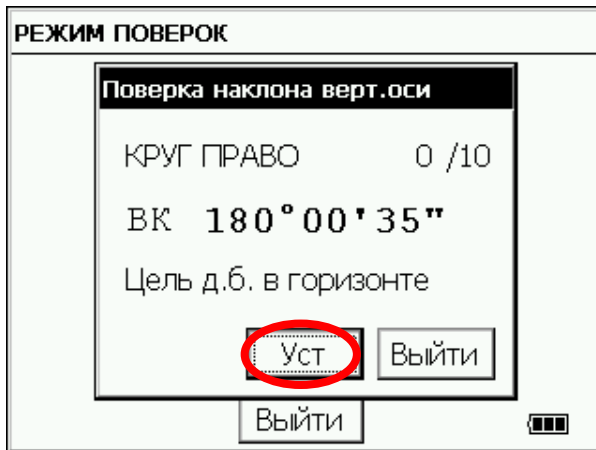 РЕЖИМ ПОВЕРОК
Поверка наклона верт.оси
КРУГ ПРАВО 0 /10
ВК 180°00'35"
Цель д.б. в горизонте
Уст Выйти
Выйти